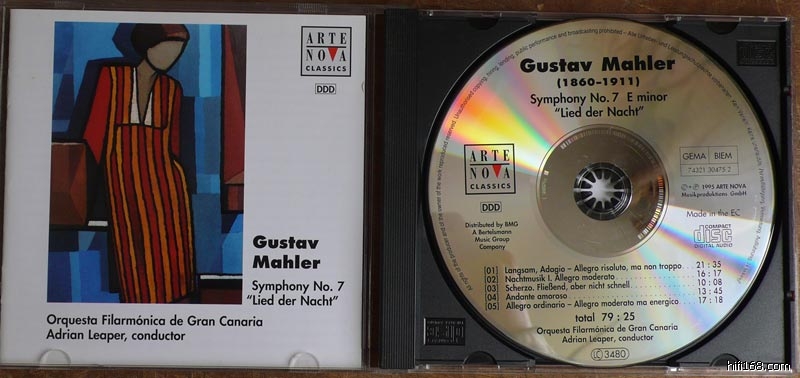 ARTE
NOVA
CLASSICS
DDD
Gustav
Mahler
Symphony No. 7
"Lied der Nacht"
Orquesta Filarmónica de Gran Canaria
Adrian Leaper, conductor
Gustav Mahler
(1860-1911)
Symphony No. 7 E minor
"Lied der Nacht"
ARTE
NOVA
CLASSICS
DDD
Distributed by BMG
A Bertelsmann
Music Group
Company
GEMA BIEM
74321 30475 2
1995 ARTE NOVA
Musikproduktions GmbH
Made in the EC
COMPACT
disc
DIGITAL AUDIO
[01] Langsam, Adagio – Allegro risoluto, ma non troppo. 21 : 35
[02] Nachtmusik I. Allegro moderato 16 : 17
[03] Scherzo. Fließend, aber nicht schnell 10 : 08
[04] Andante amoroso 13 : 45
[05] Allegro ordinario – Allegro moderato ma energico 17 : 18
total 79 : 25
Orquesta Filarmónica de Gran Canaria
Adrian Leaper, conductor
LC 3480
hifi168.com